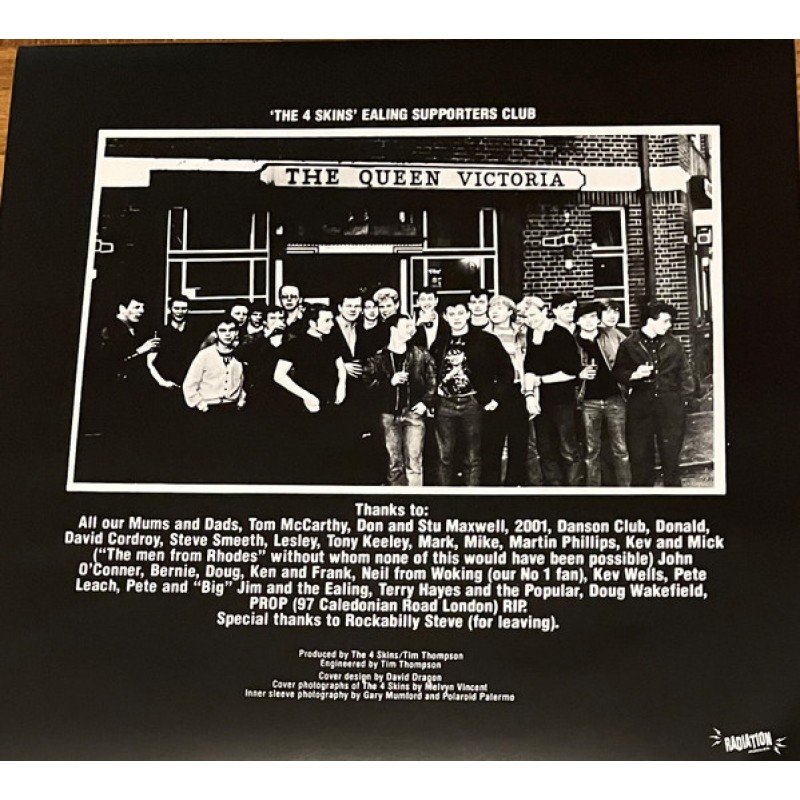 'THE 4 SKINS' EALING SUPPORTERS CLUB
THE QUEEN VICTORIA
Thanks to:
All our Mums and Dads, Tom McCarthy, Don and Stu Maxwell, 2001, Danson Club, Donald,
David Cordroy, Steve Smeeth, Lesley, Tony Keeley, Mark, Mike, Martin Phillips, Kev and Mick
("The men from Rhodes" without whom none of this would have been possible) John
O'Conner, Bernie, Doug, Ken and Frank, Neil from Woking (our No 1 fan), Kev Wells, Pete
Leach, Pete and "Big" Jim and the Ealing, Terry Hayes and the Popular, Doug Wakefield,
PROP (97 Caledonian Road London) RIP.
Special thanks to Rockabilly Steve (for leaving).
Produced by The 4 Skins/Tim Thompson
Engineered by Tim Thompson
Cover design by David Dragon
Cover photographs of The 4 Skins by Melvyn Vincent
Inner sleeve photography by Gary Mumford and Polaroid Palermo
RADIATION